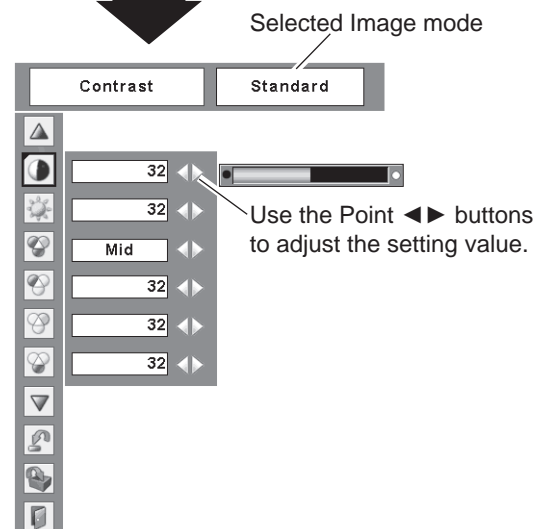 Selected Image mode
Contrast Standard
32
32
Use the Point ◄► buttons
to adjust the setting value.
Mid
32
32
32